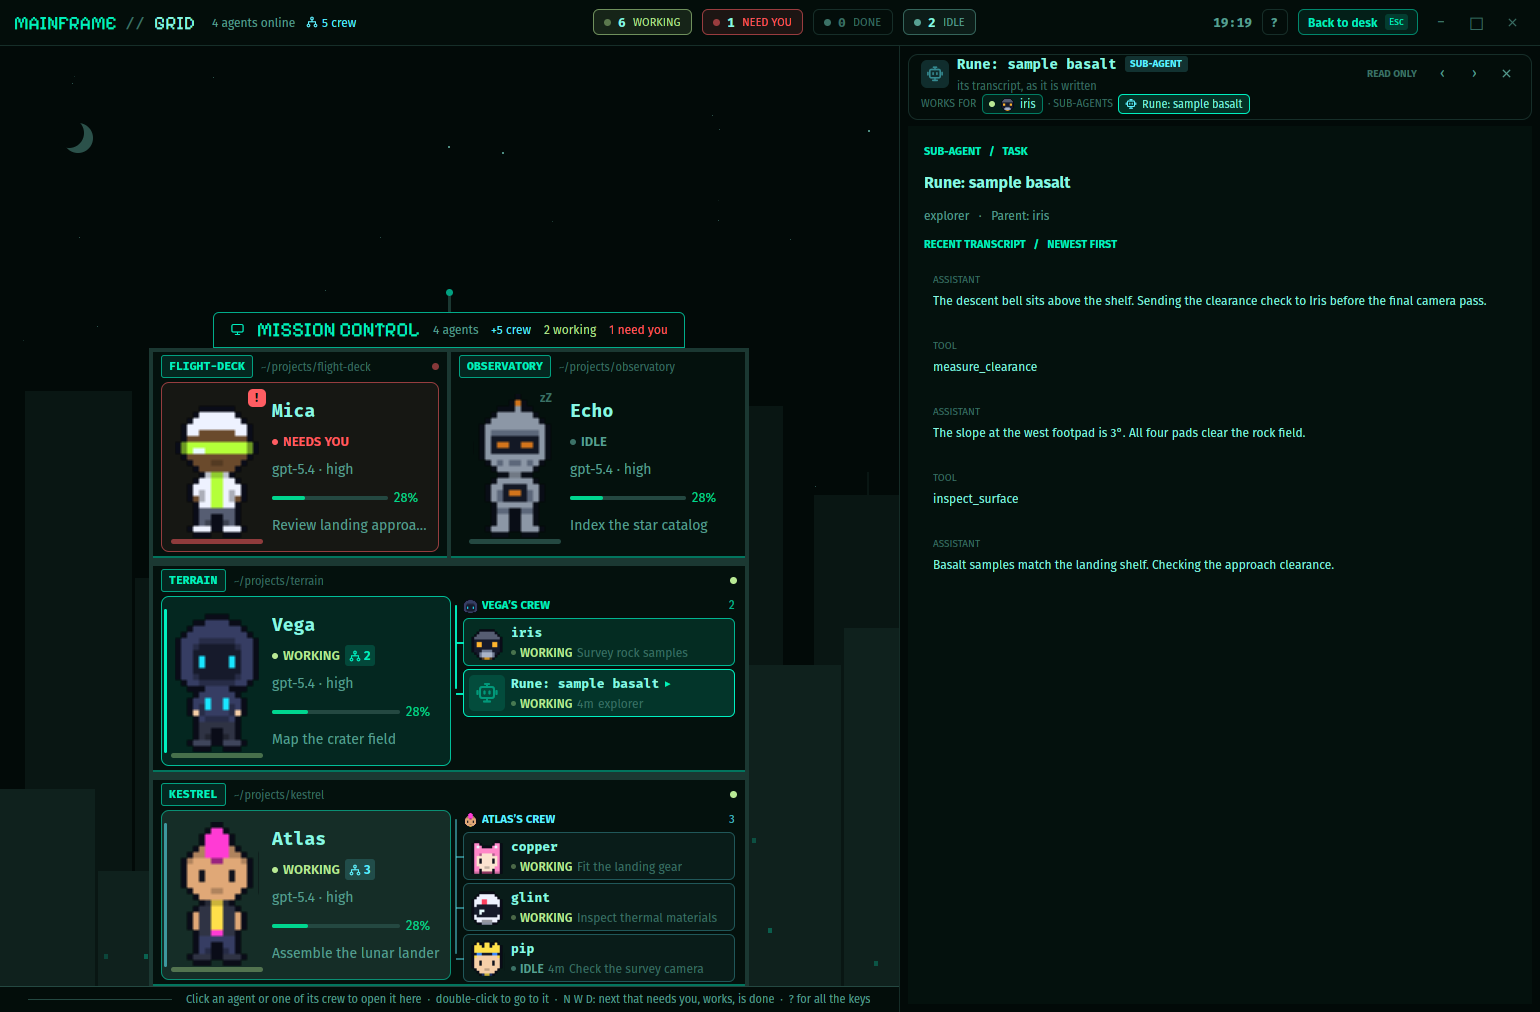 MAINFRAME // GRID 4 agents online 5 crew 6 WORKING 1 NEED YOU 0 DONE 2 IDLE 19:19 ? Back to desk Esc
Rune: sample basalt SUB-AGENT
its transcript, as it is written
READ ONLY
WORKS FOR iris · SUB-AGENTS Rune: sample basalt
SUB-AGENT / TASK
Rune: sample basalt
explorer · Parent: iris
RECENT TRANSCRIPT / NEWEST FIRST
ASSISTANT
The descent bell sits above the shelf. Sending the clearance check to Iris before the final camera pass.
TOOL
measure_clearance
ASSISTANT
The slope at the west footpad is 3°. All four pads clear the rock field.
TOOL
inspect_surface
ASSISTANT
Basalt samples match the landing shelf. Checking the approach clearance.
MISSION CONTROL 4 agents +5 crew 2 working 1 need you
FLIGHT-DECK ~/projects/flight-deck
!
Mica
NEEDS YOU
gpt-5.4 · high
28%
Review landing approa...
OBSERVATORY ~/projects/observatory
zZ
Echo
IDLE
gpt-5.4 · high
28%
Index the star catalog
TERRAIN ~/projects/terrain
Vega
WORKING 2
gpt-5.4 · high
28%
Map the crater field
VEGA'S CREW 2
iris
WORKING Survey rock samples
Rune: sample basalt
WORKING 4m explorer
KESTREL ~/projects/kestrel
Atlas
WORKING 3
gpt-5.4 · high
28%
Assemble the lunar lander
ATLAS'S CREW 3
copper
WORKING Fit the landing gear
glint
WORKING Inspect thermal materials
pip
IDLE 4m Check the survey camera
Click an agent or one of its crew to open it here · double-click to go to it · N W D: next that needs you, works, is done · ? for all the keys